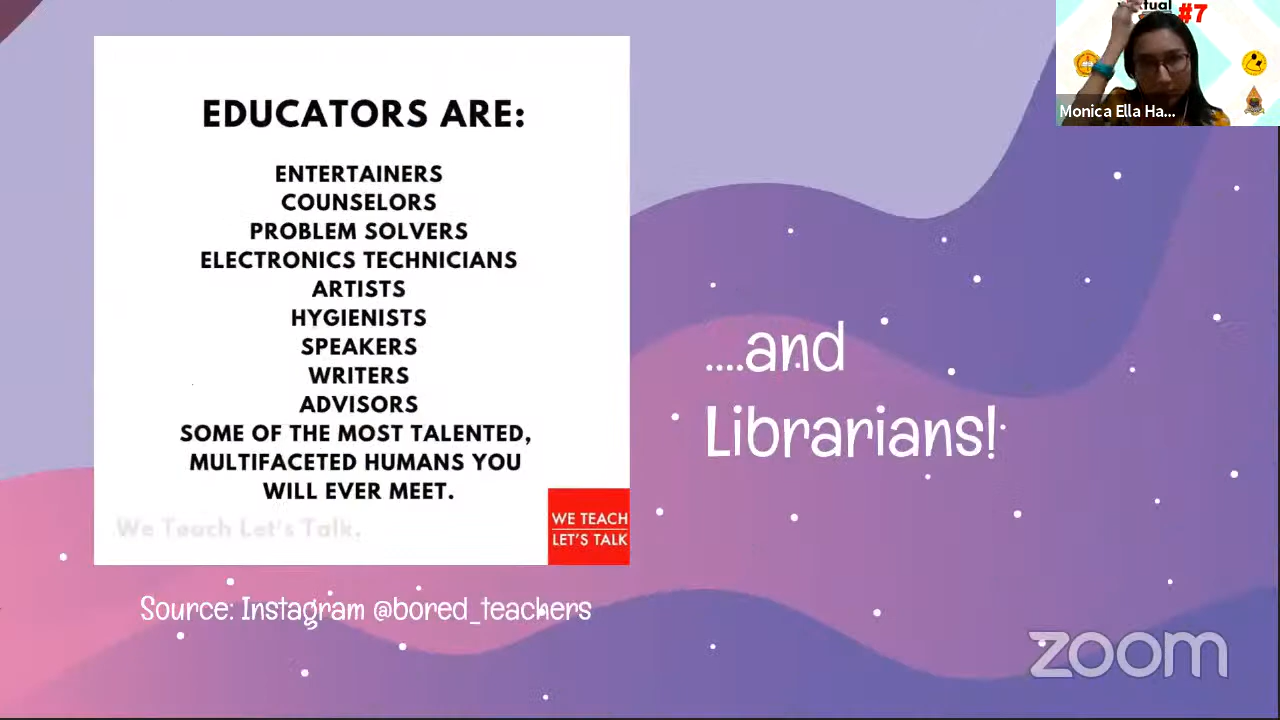 EDUCATORS ARE:
ENTERTAINERS
COUNSELORS
PROBLEM SOLVERS
ELECTRONICS TECHNICIANS
ARTISTS
HYGIENISTS
SPEAKERS
WRITERS
ADVISORS
SOME OF THE MOST TALENTED,
MULTIFACETED HUMANS YOU
WILL EVER MEET.
We Teach Let's Talk.
WE TEACH
LET'S TALK
Source: Instagram @bored_teachers
....and
Librarians!
#7
Monica Ella Ha...
zoom